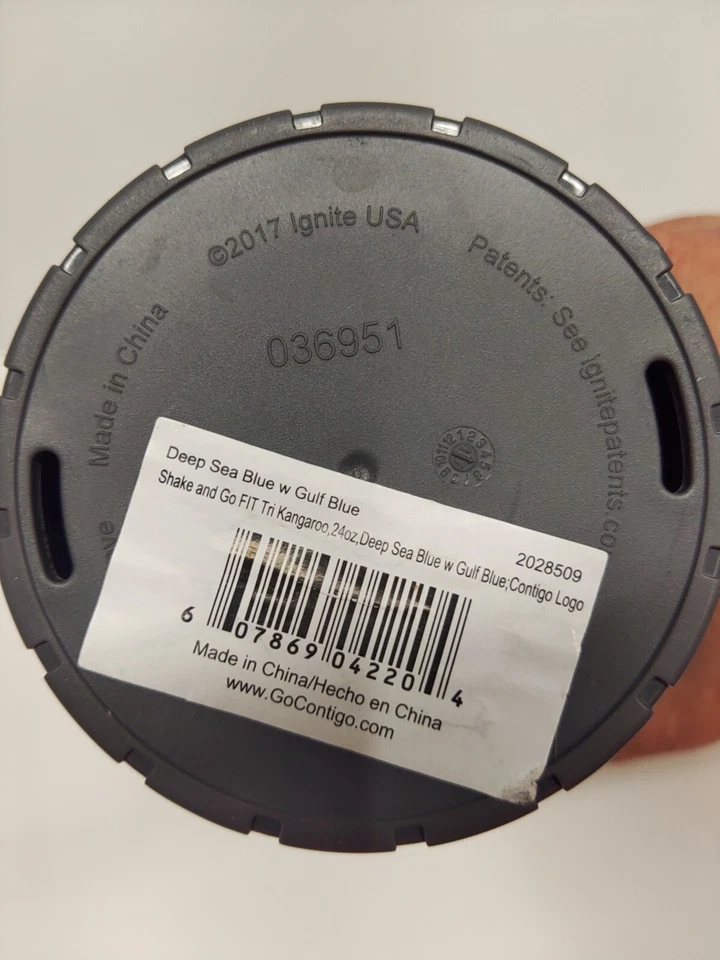 ©2017 Ignite USA
Patents: See ignitepatents.co
Made in China
036951
Deep Sea Blue w Gulf Blue
2028509
Shake and Go FIT Tri Kangaroo,24oz,Deep Sea Blue w Gulf Blue;Contigo Logo
6 07869 04220 4
Made in China/Hecho en China
www.GoContigo.com